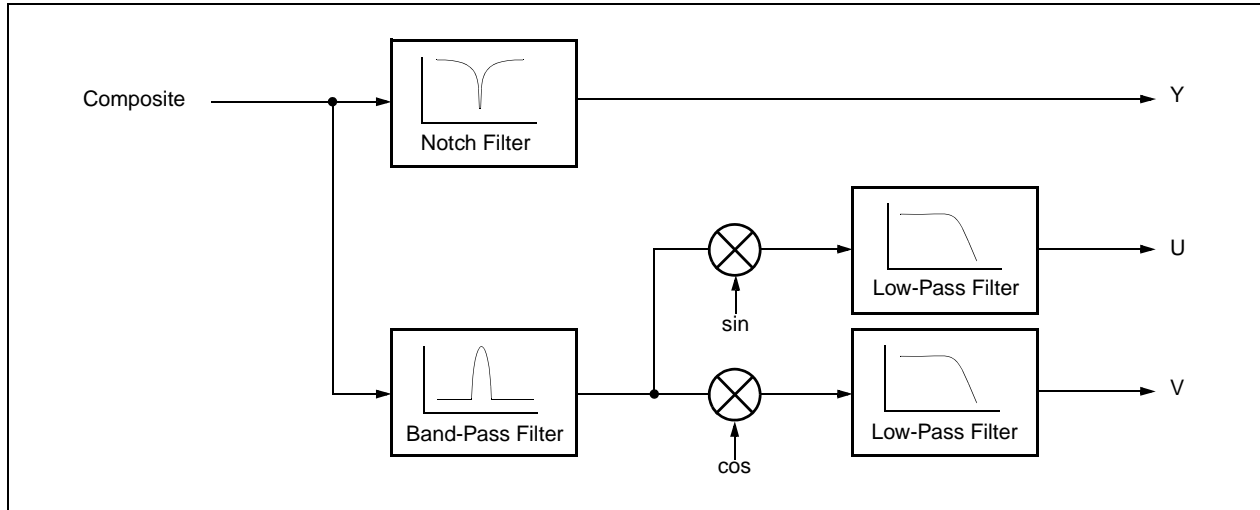 Composite
Notch Filter
Y
sin
Low-Pass Filter
U
Band-Pass Filter
cos
Low-Pass Filter
V